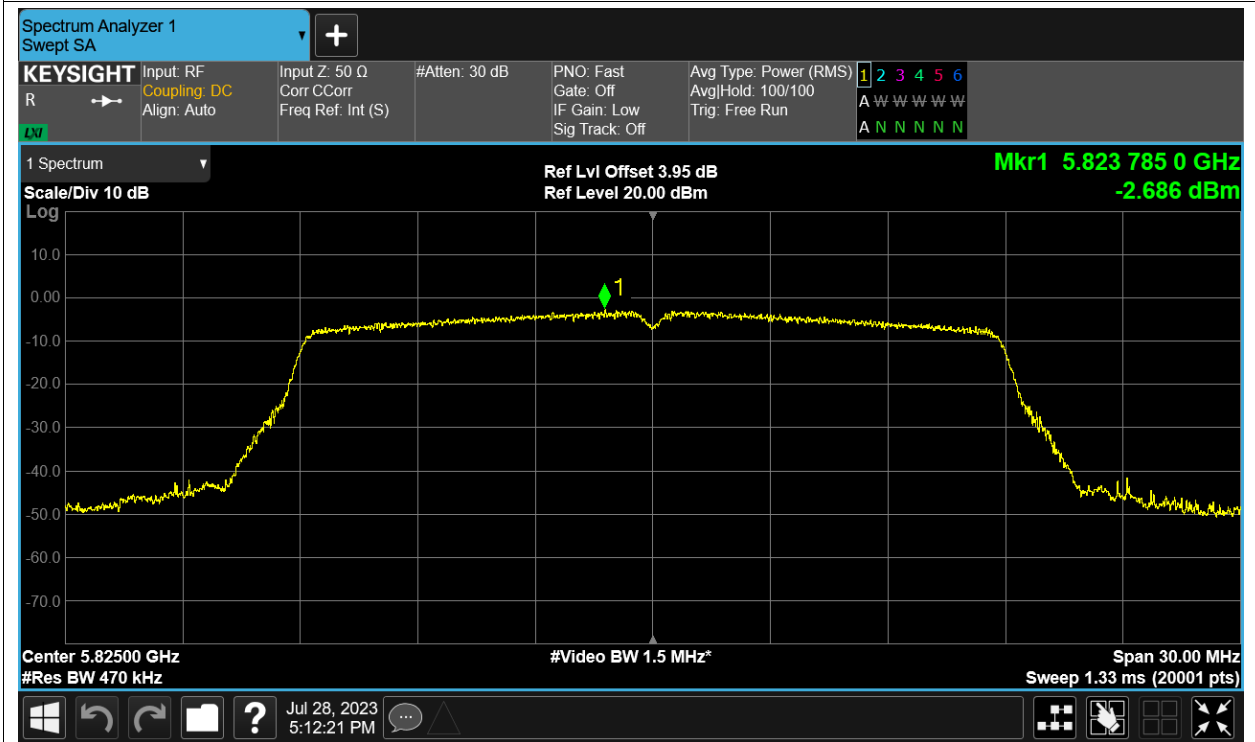 Spectrum Analyzer 1
Swept SA
+
KEYSIGHT Input: RF Input Z: 50 Ω #Atten: 30 dB PNO: Fast Avg Type: Power (RMS) 1 2 3 4 5 6
R Coupling: DC Corr CCorr Gate: Off Avg|Hold: 100/100 A W W W W W
Align: Auto Freq Ref: Int (S) IF Gain: Low Trig: Free Run
LXI Sig Track: Off A N N N N N
1 Spectrum
Ref Lvl Offset 3.95 dB Mkr1 5.823 785 0 GHz
Scale/Div 10 dB Ref Level 20.00 dBm -2.686 dBm
Log
10.0
0.00
1
-10.0
-20.0
-30.0
-40.0
-50.0
-60.0
-70.0
Center 5.82500 GHz #Video BW 1.5 MHz* Span 30.00 MHz
#Res BW 470 kHz Sweep 1.33 ms (20001 pts)
? Jul 28, 2023
5:12:21 PM